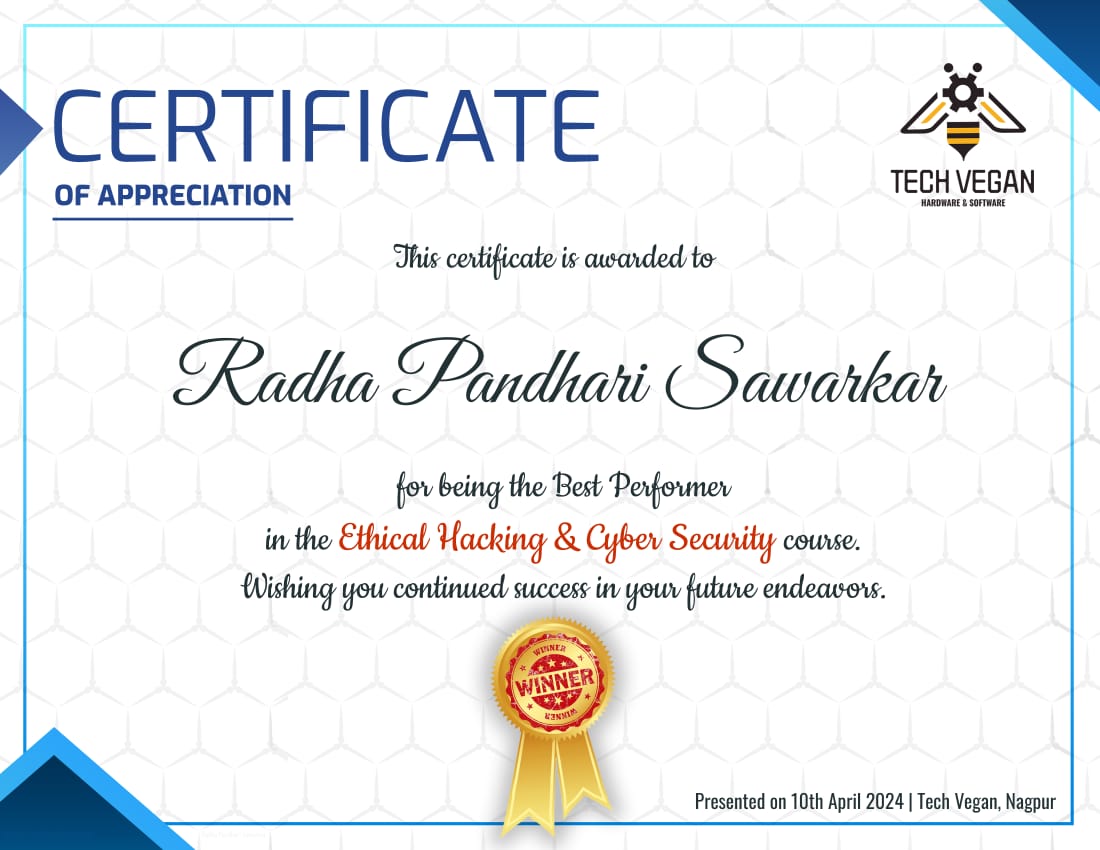 CERTIFICATE
OF APPRECIATION
TECH VEGAN
HARDWARE & SOFTWARE
This certificate is awarded to
Radha Pandhari Sawarkar
for being the Best Performer
in the Ethical Hacking & Cyber Security course.
Wishing you continued success in your future endeavors.
WINNER
WINNER
WINNER
Presented on 10th April 2024 | Tech Vegan, Nagpur